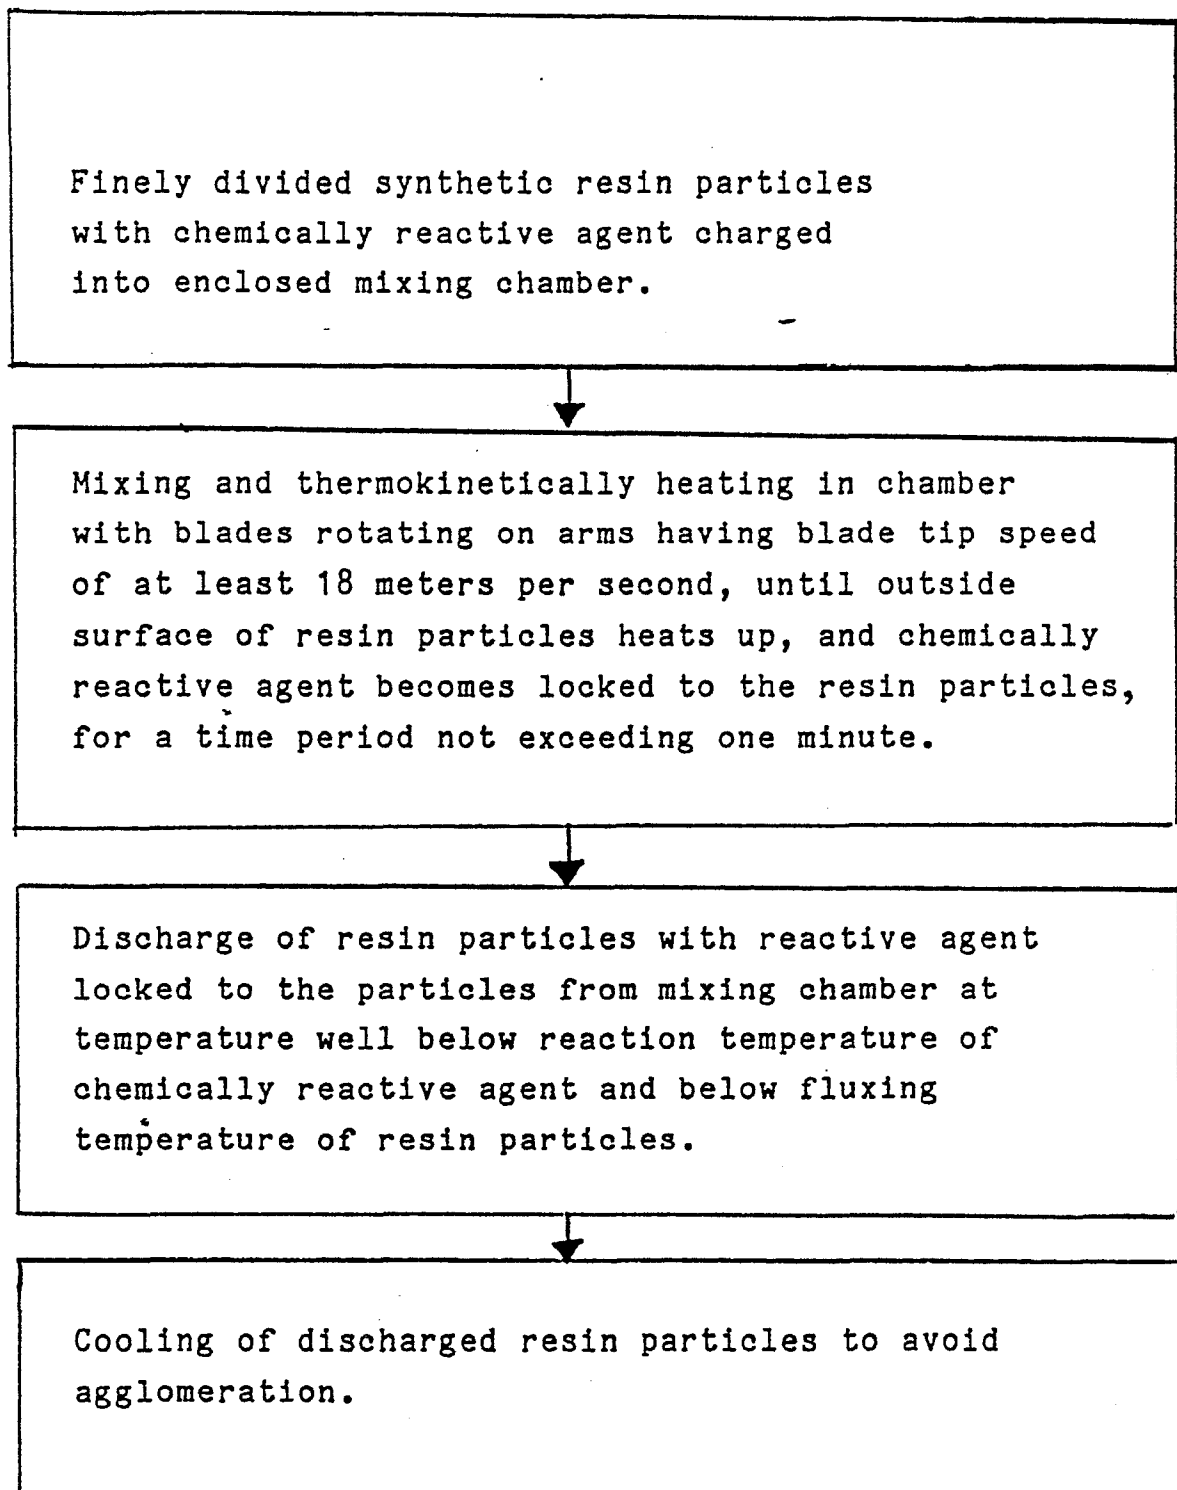 Finely divided synthetic resin particles
with chemically reactive agent charged
into enclosed mixing chamber.
Mixing and thermokinetically heating in chamber
with blades rotating on arms having blade tip speed
of at least 18 meters per second, until outside
surface of resin particles heats up, and chemically
reactive agent becomes locked to the resin particles,
for a time period not exceeding one minute.
Discharge of resin particles with reactive agent
locked to the particles from mixing chamber at
temperature well below reaction temperature of
chemically reactive agent and below fluxing
temperature of resin particles.
Cooling of discharged resin particles to avoid
agglomeration.